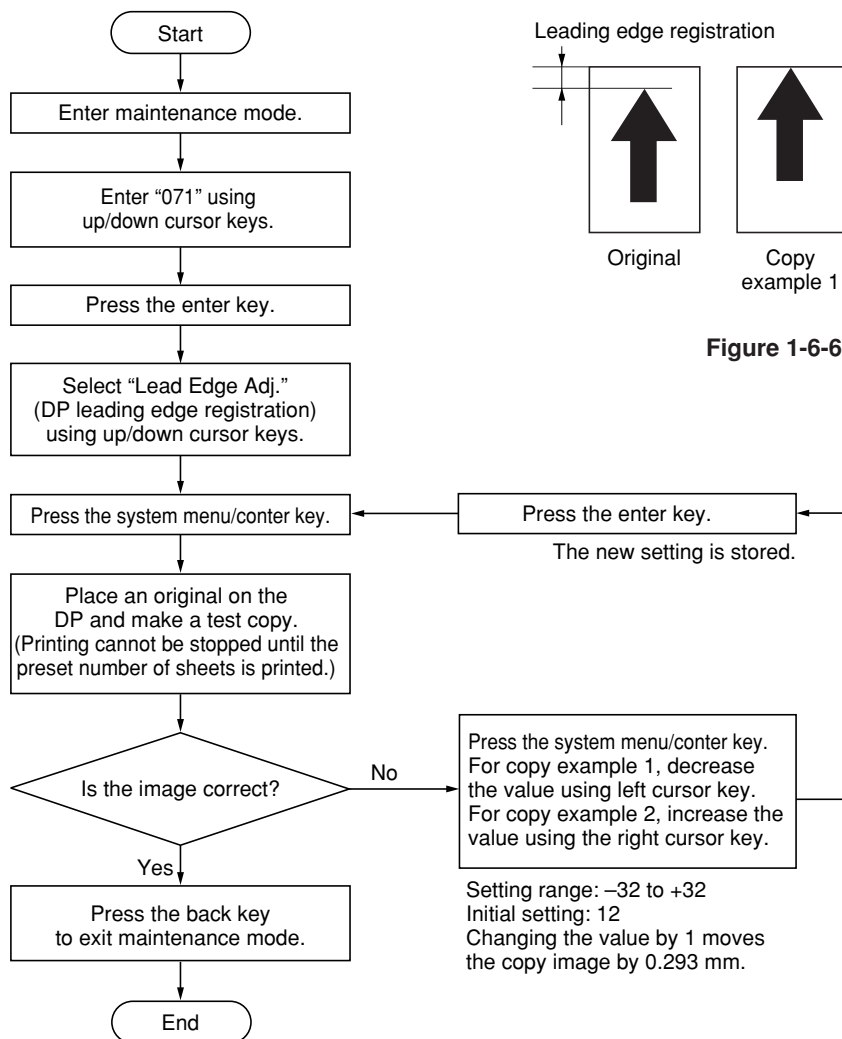 Start
Enter maintenance mode.
Enter “071” using
up/down cursor keys.
Press the enter key.
Select “Lead Edge Adj.”
(DP leading edge registration)
using up/down cursor keys.
Press the system menu/conter key.
Place an original on the
DP and make a test copy.
(Printing cannot be stopped until the
preset number of sheets is printed.)
Is the image correct?
No
Yes
Press the back key
to exit maintenance mode.
End
Leading edge registration
Original
Copy
example 1
Figure 1-6-6
Press the enter key.
The new setting is stored.
Press the system menu/conter key.
For copy example 1, decrease
the value using left cursor key.
For copy example 2, increase the
value using the right cursor key.
Setting range: –32 to +32
Initial setting: 12
Changing the value by 1 moves
the copy image by 0.293 mm.